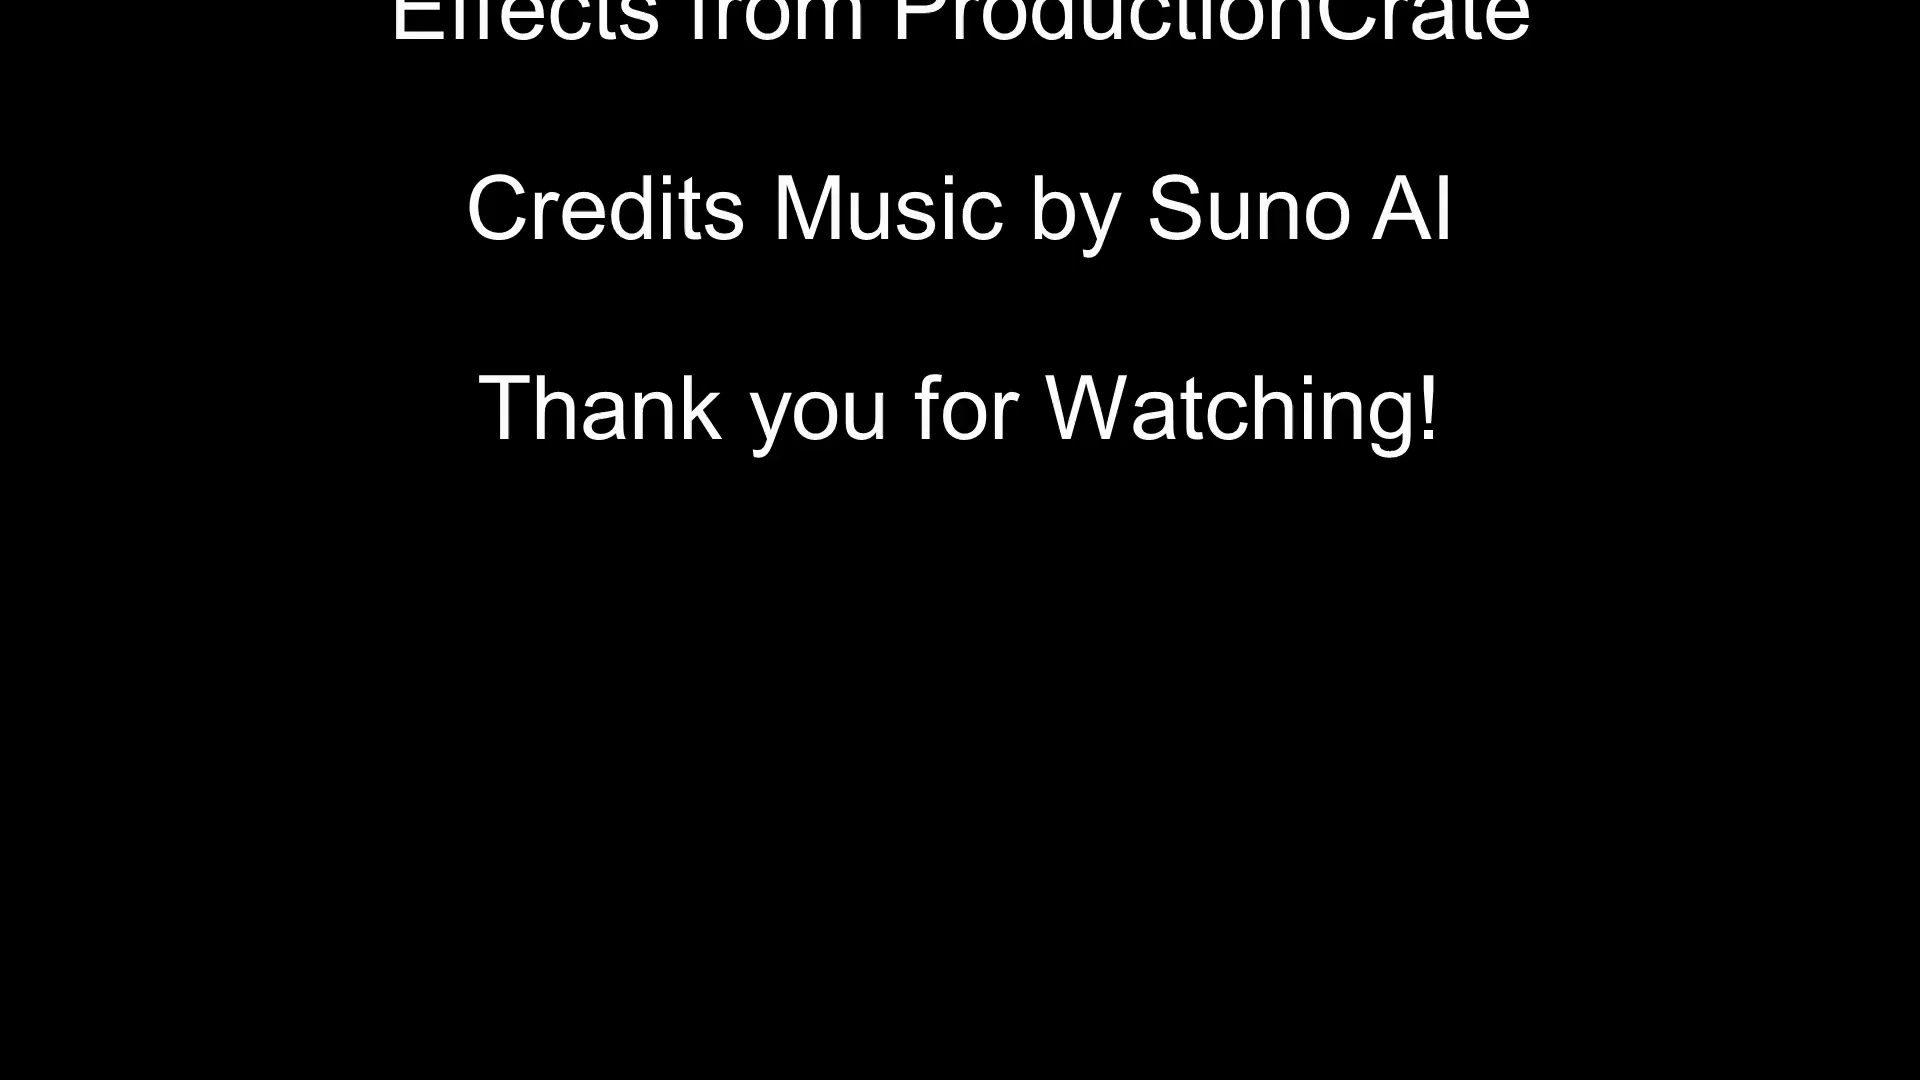 Effects from ProductionCrate
Credits Music by Suno AI
Thank you for Watching!